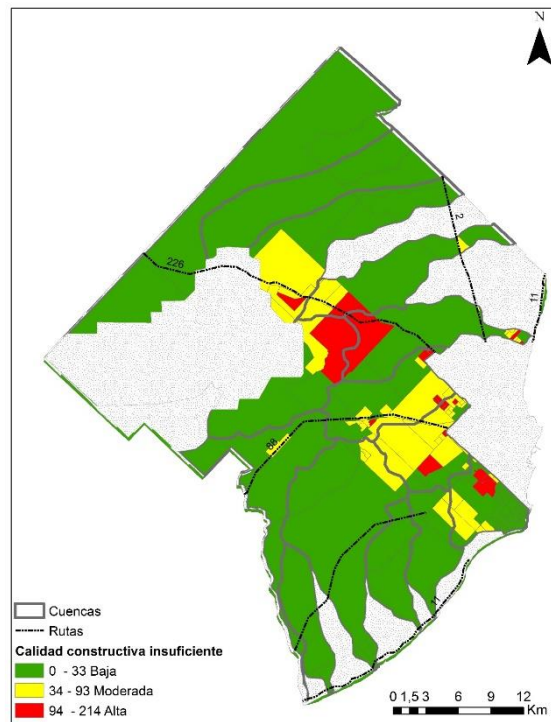 N
2
11
226
88
11
Cuencas
Rutas
Calidad constructiva insuficiente
0 - 33 Baja
34 - 93 Moderada
94 - 214 Alta
0 1,5 3 6 9 12
Km